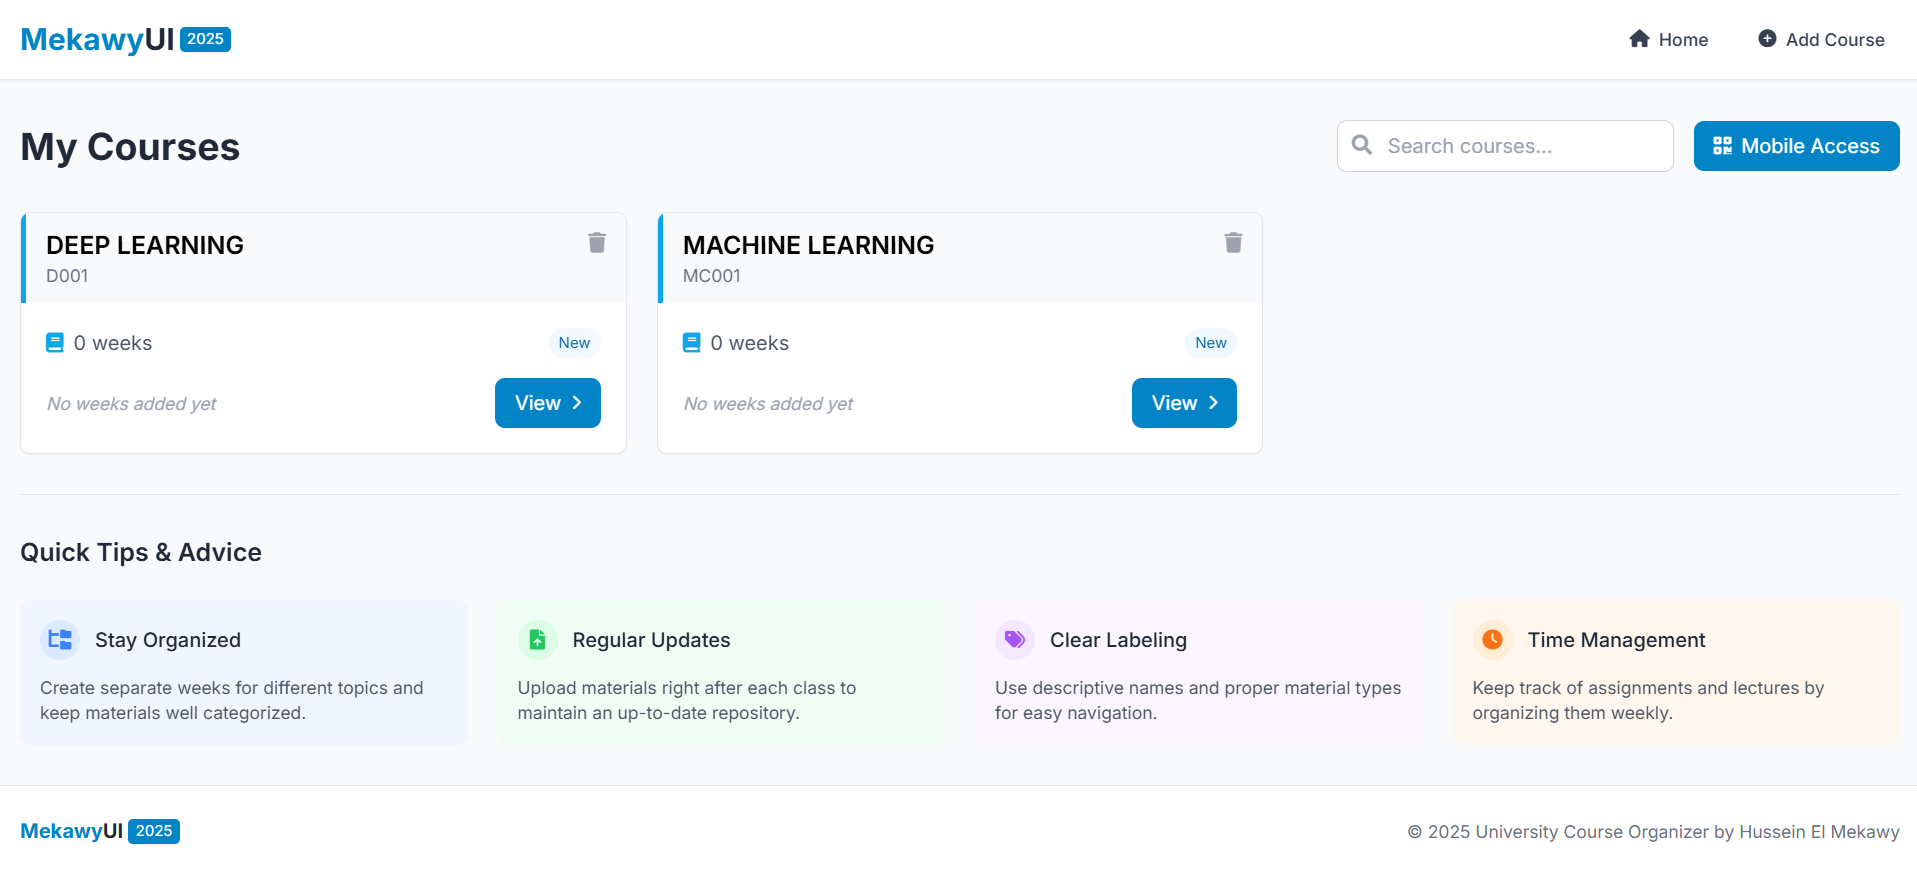 MekawyUI 2025
Home
Add Course
My Courses
Search courses...
Mobile Access
DEEP LEARNING
D001
0 weeks
New
No weeks added yet
View
MACHINE LEARNING
MC001
0 weeks
New
No weeks added yet
View
Quick Tips & Advice
Stay Organized
Create separate weeks for different topics and
keep materials well categorized.
Regular Updates
Upload materials right after each class to
maintain an up-to-date repository.
Clear Labeling
Use descriptive names and proper material types
for easy navigation.
Time Management
Keep track of assignments and lectures by
organizing them weekly.
MekawyUI 2025
© 2025 University Course Organizer by Hussein El Mekawy